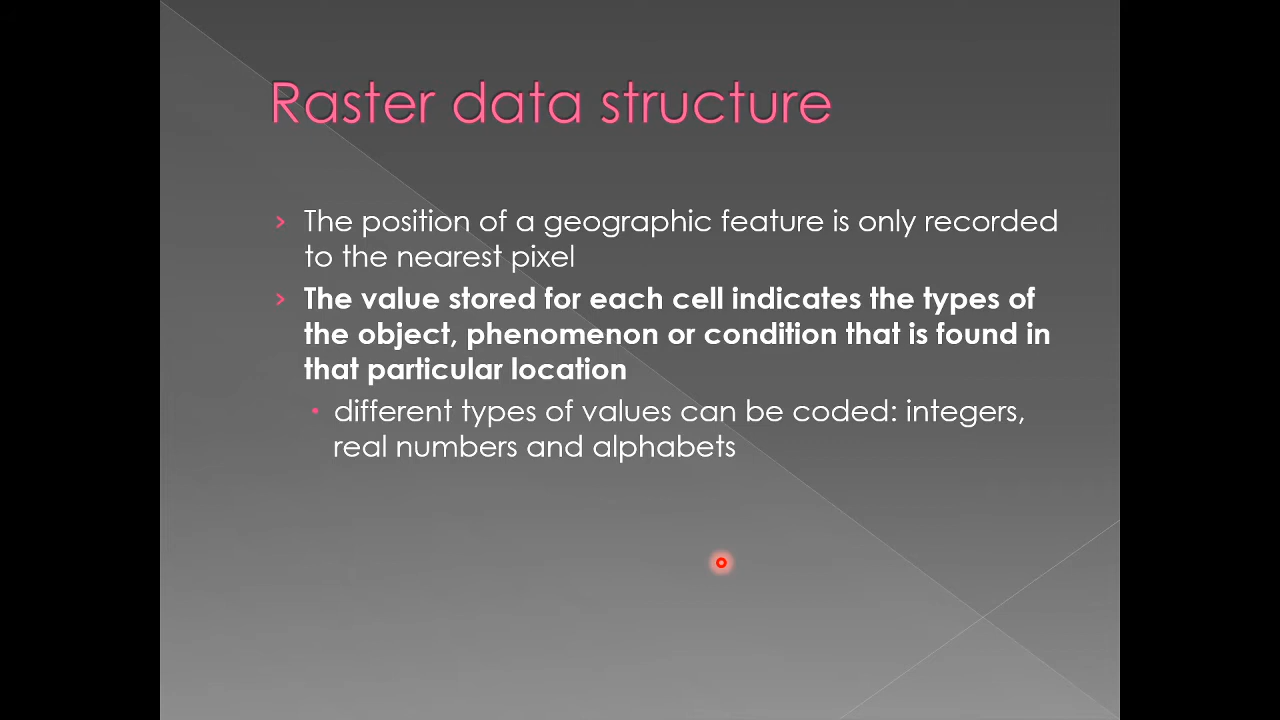 Raster data structure
The position of a geographic feature is only recorded
to the nearest pixel
The value stored for each cell indicates the types of
the object, phenomenon or condition that is found in
that particular location
different types of values can be coded: integers,
real numbers and alphabets